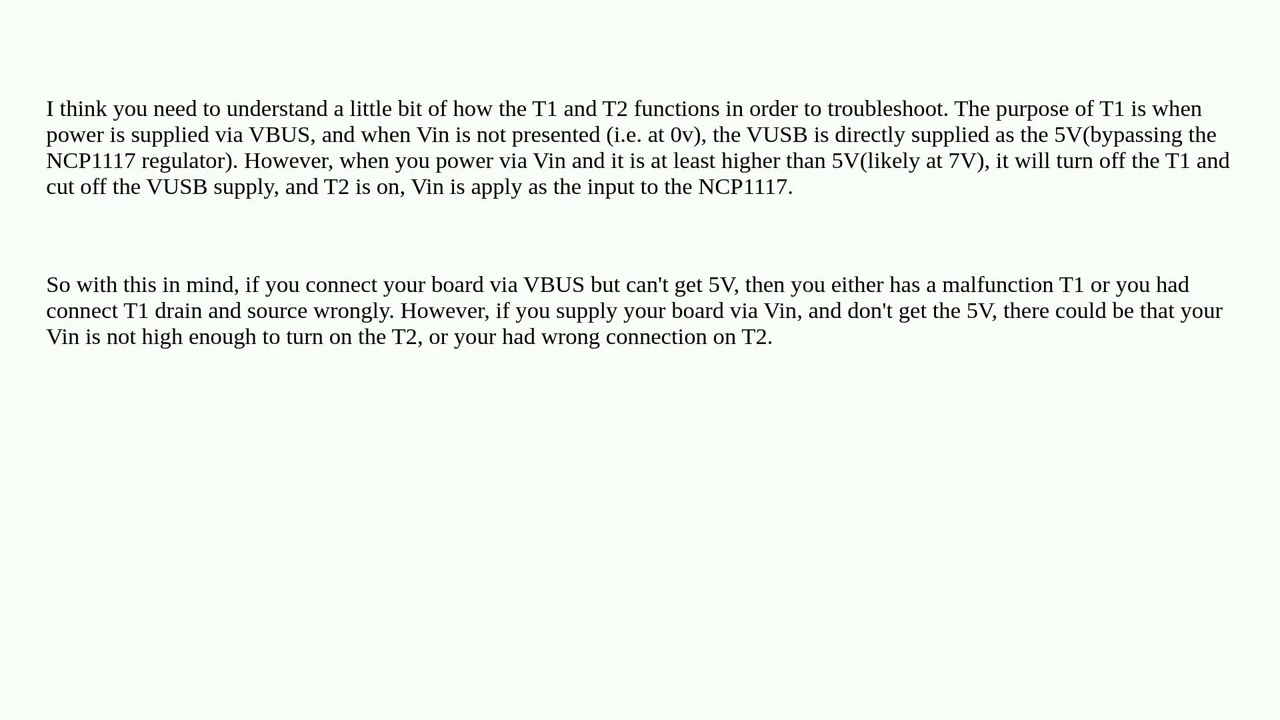 I think you need to understand a little bit of how the T1 and T2 functions in order to troubleshoot. The purpose of T1 is when
power is supplied via VBUS, and when Vin is not presented (i.e. at 0v), the VUSB is directly supplied as the 5V(bypassing the
NCP1117 regulator). However, when you power via Vin and it is at least higher than 5V(likely at 7V), it will turn off the T1 and
cut off the VUSB supply, and T2 is on, Vin is apply as the input to the NCP1117.
So with this in mind, if you connect your board via VBUS but can't get 5V, then you either has a malfunction T1 or you had
connect T1 drain and source wrongly. However, if you supply your board via Vin, and don't get the 5V, there could be that your
Vin is not high enough to turn on the T2, or your had wrong connection on T2.